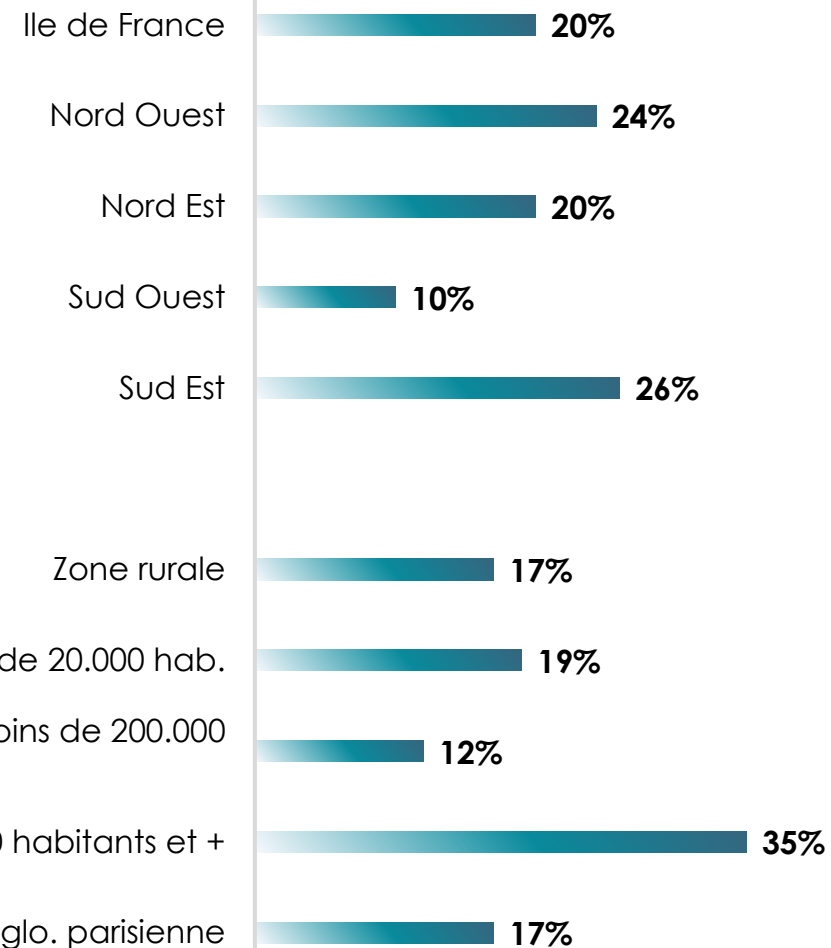 Ile de France 20%
Nord Ouest 24%
Nord Est 20%
Sud Ouest 10%
Sud Est 26%
Zone rurale 17%
de 20.000 hab. 19%
de 200.000
12%
habitants et + 35%
parisienne 17%